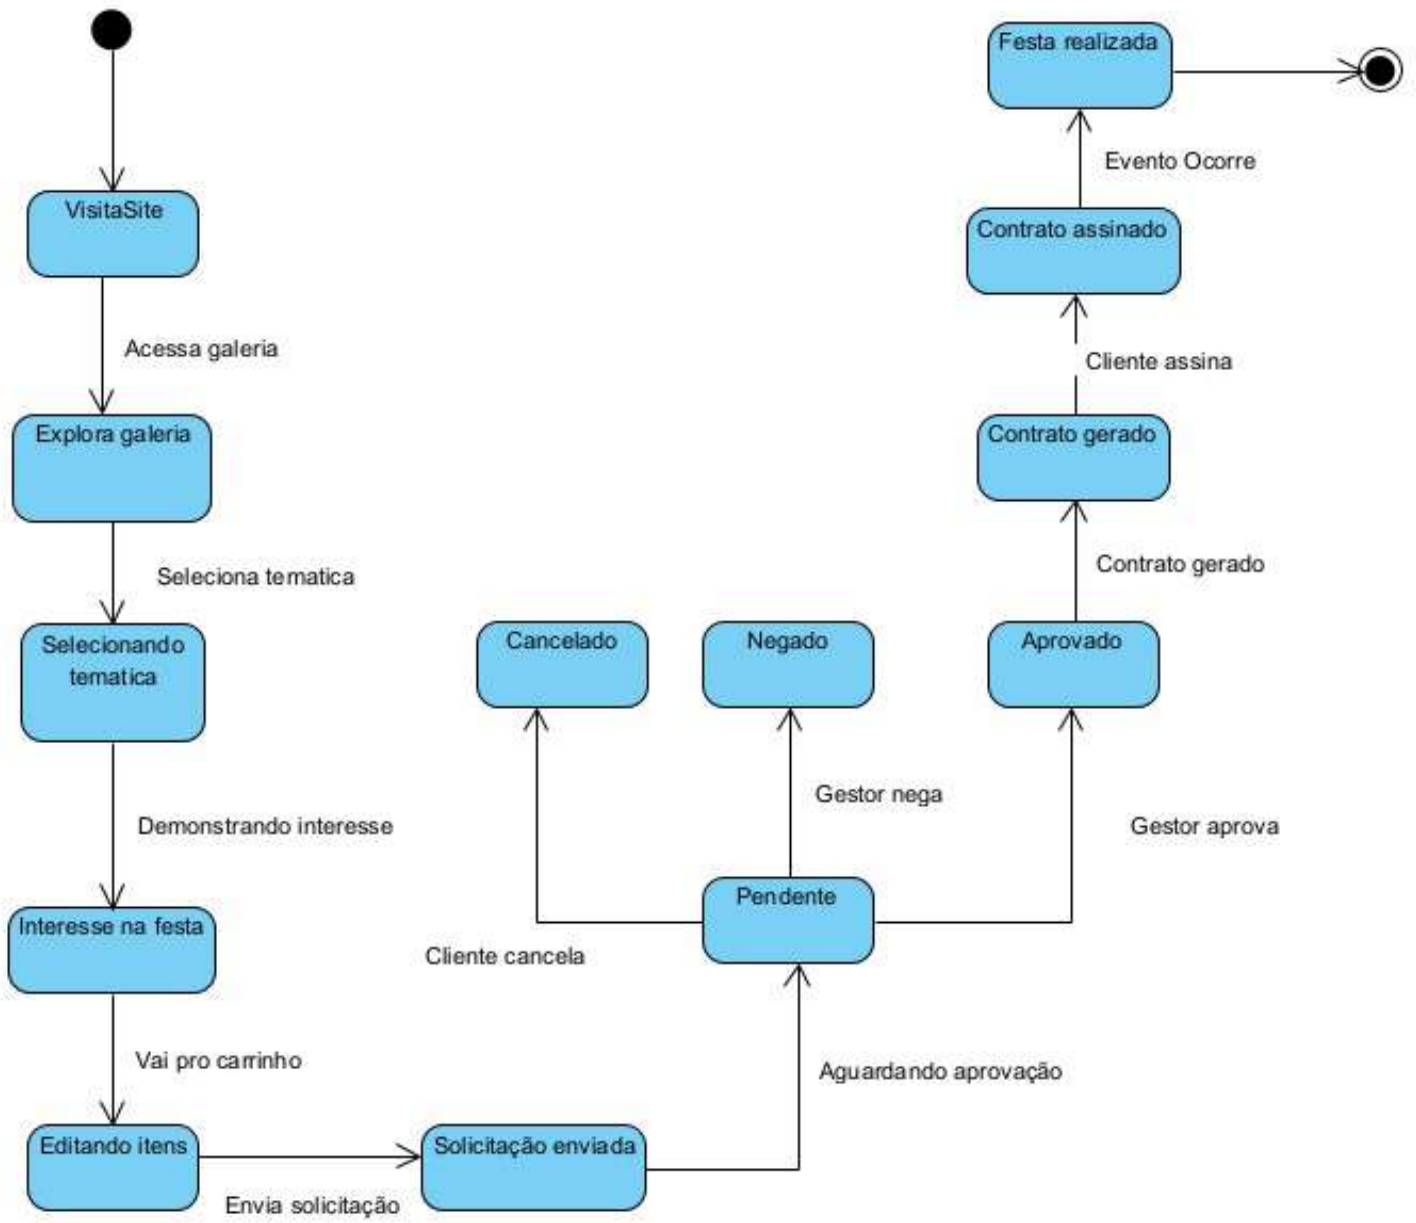 VisitaSite
Acessa galeria
Explora galeria
Seleciona tematica
Selecionando
tematica
Demonstrando interesse
Interesse na festa
Vai pro carrinho
Editando itens
Envia solicitação
Solicitação enviada
Aguardando aprovação
Pendente
Cliente cancela
Cancelado
Gestor nega
Negado
Gestor aprova
Aprovado
Contrato gerado
Contrato gerado
Cliente assina
Contrato assinado
Evento Ocorre
Festa realizada